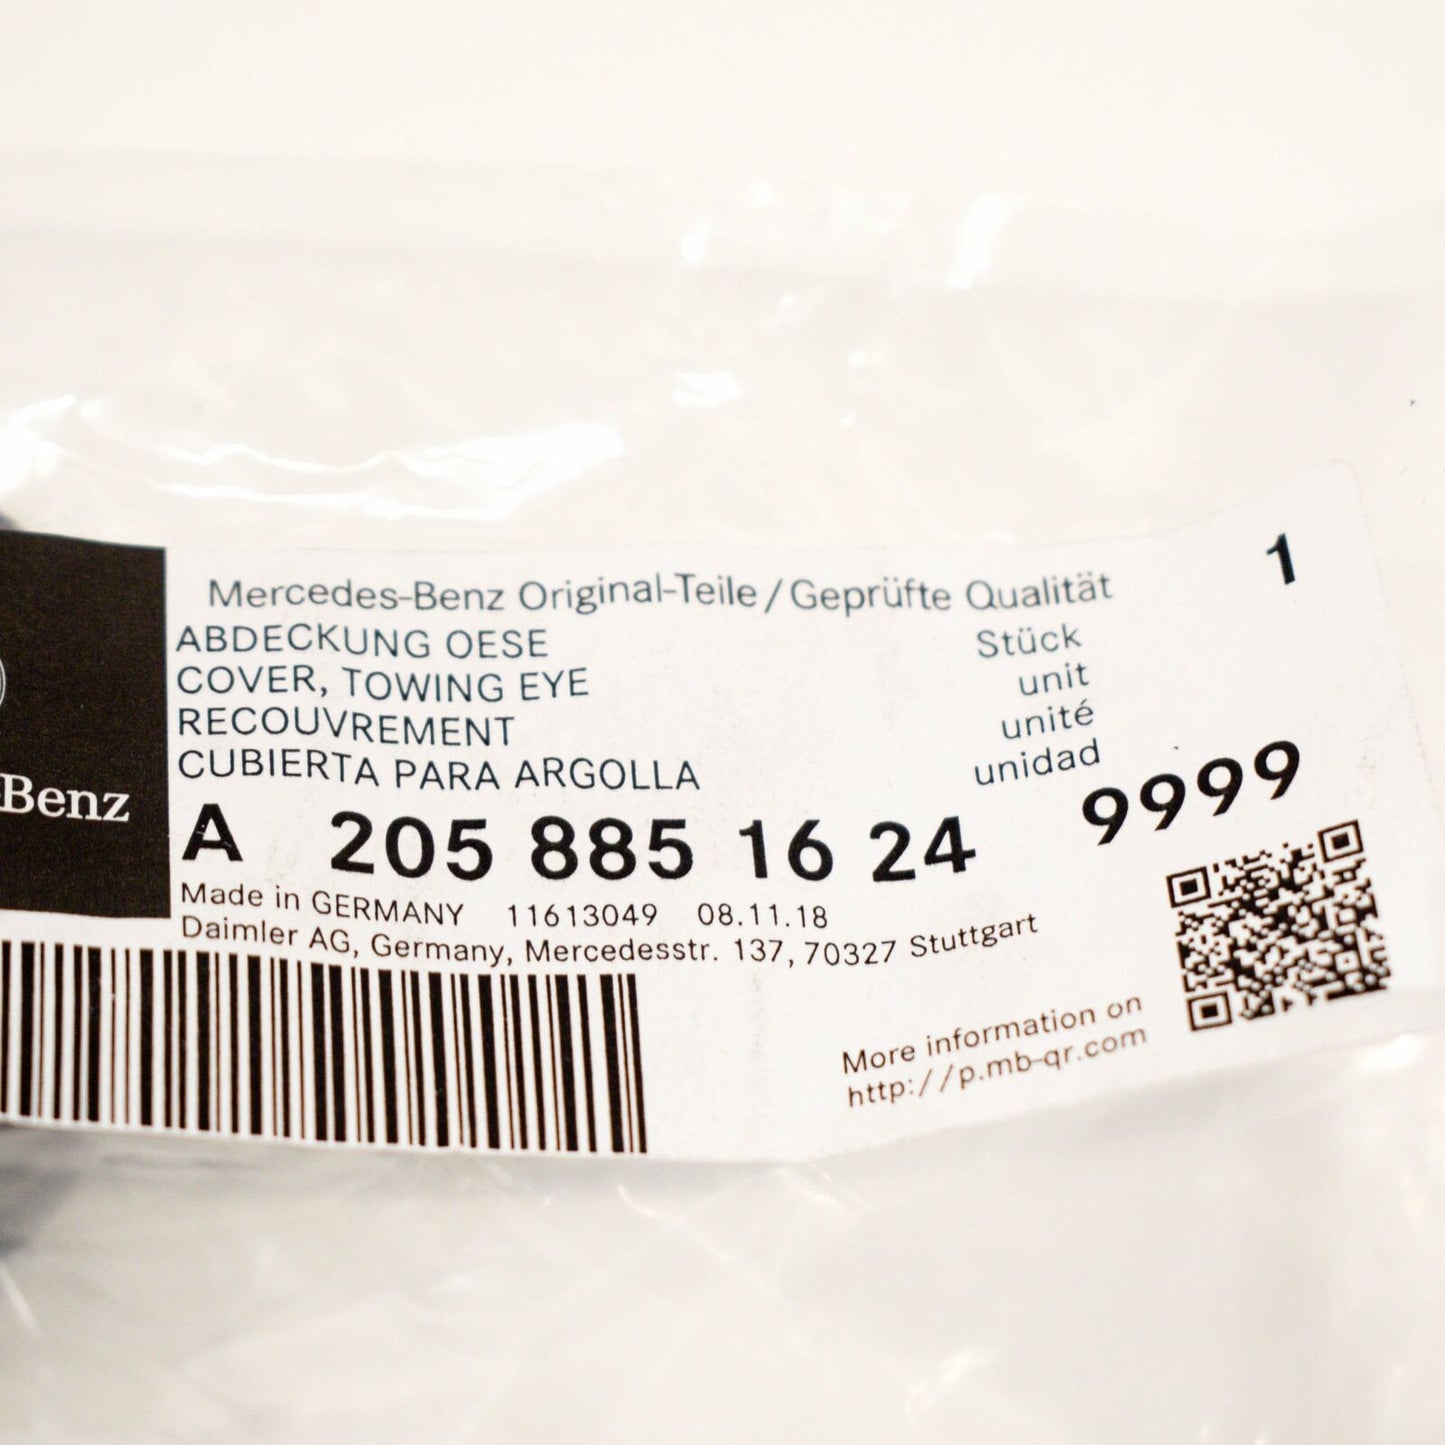 Mercedes-Benz Original-Teile/Geprüfte Qualität 1
ABDECKUNG OESE Stück
COVER, TOWING EYE unit
RECOUVREMENT unité
CUBIERTA PARA ARGOLLA unidad
Benz
A 205 885 16 24 9999
Made in GERMANY 11613049 08.11.18
Daimler AG, Germany, Mercedesstr. 137, 70327 Stuttgart
More information on
http://p.mb-qr.com